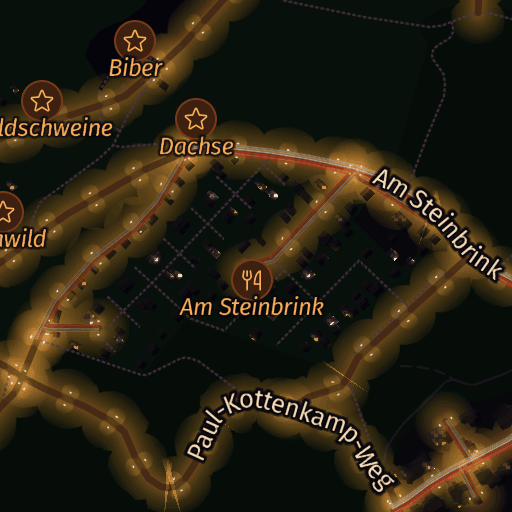 Biber
ldschweine
Dachse
Am Steinbrink
wild
Am Steinbrink
Paul-Kottenkamp-Weg